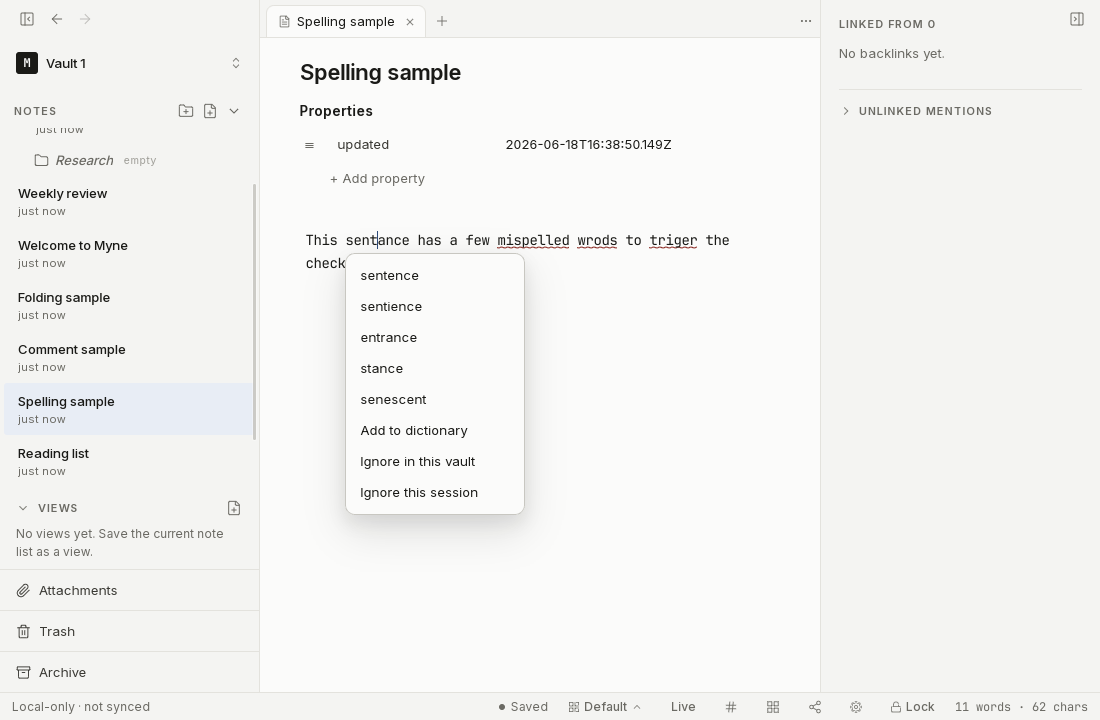 M Vault 1
NOTES
just now
Research empty
Weekly review
just now
Welcome to Myne
just now
Folding sample
just now
Comment sample
just now
Spelling sample
just now
Reading list
just now
VIEWS
No views yet. Save the current note
list as a view.
Attachments
Trash
Archive
Local-only · not synced
Spelling sample
Spelling sample
Properties
updated 2026-06-18T16:38:50.149Z
+ Add property
This sentance has a few mispelled wrods to triger the
check
sentence
sentience
entrance
stance
senescent
Add to dictionary
Ignore in this vault
Ignore this session
LINKED FROM 0
No backlinks yet.
UNLINKED MENTIONS
Saved Default Live Lock 11 words · 62 chars